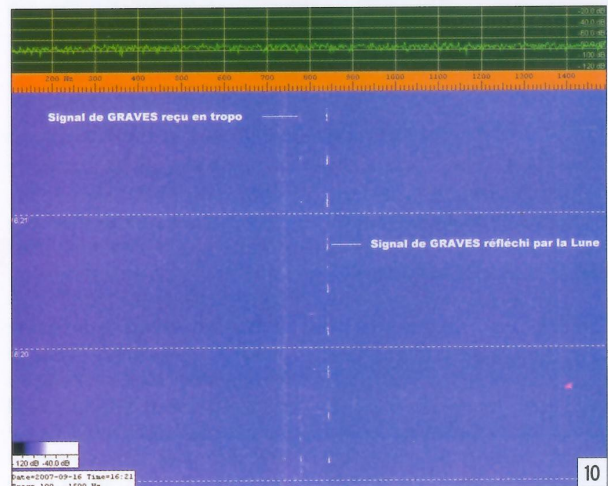 -20.0 dB
-40.0 dB
-60.0 dB
-100 dB
-120 dB
200 Hz 300 400 500 600 700 800 900 1000 1100 1200 1300 1400
Signal de GRAVES reçu en tropo
16:21
Signal de GRAVES réfléchi par la Lune
16:20
-120 dB -40.0 dB
Date=2007-09-16 Time=16:21
10